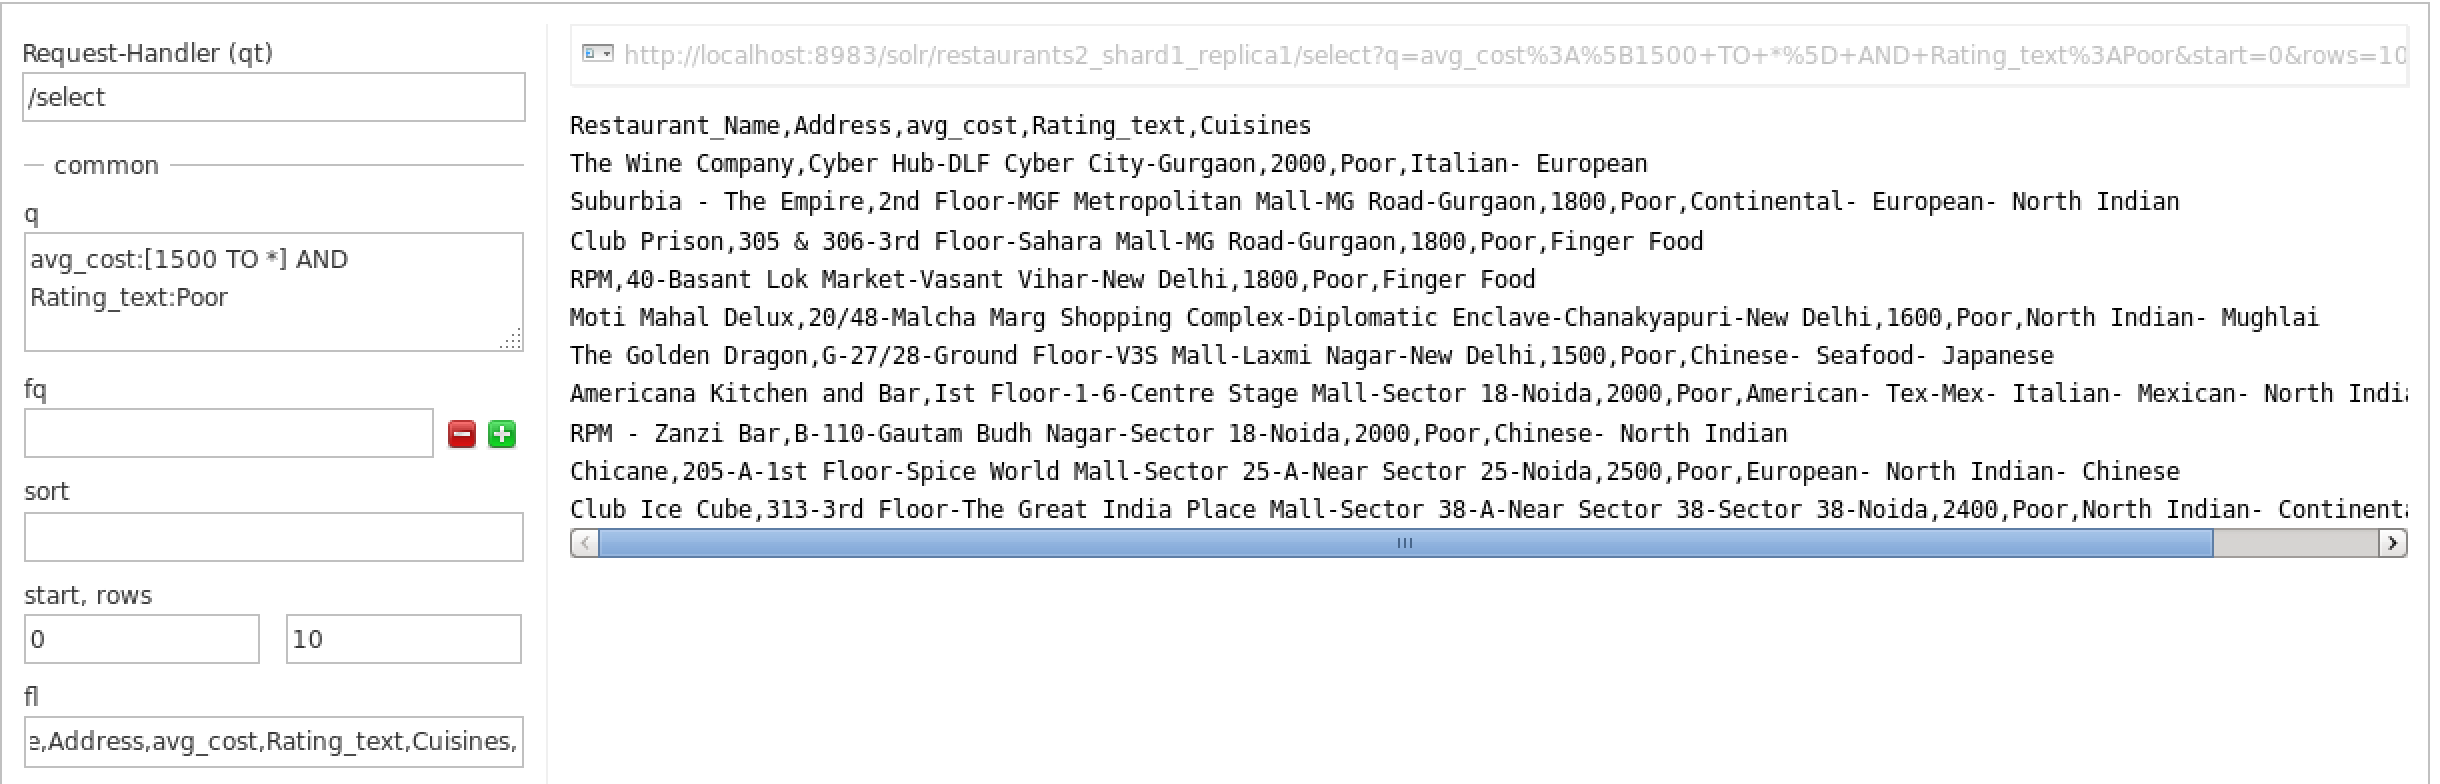 Request-Handler (qt)
/select
common
q
avg_cost:[1500 TO *] AND
Rating_text:Poor
fq
sort
start, rows
0 10
fl
e,Address,avg_cost,Rating_text,Cuisines,
http://localhost:8983/solr/restaurants2_shard1_replica1/select?q=avg_cost%3A%5B1500+TO+*%5D+AND+Rating_text%3APoor&start=0&rows=10
Restaurant_Name,Address,avg_cost,Rating_text,Cuisines
The Wine Company,Cyber Hub-DLF Cyber City-Gurgaon,2000,Poor,Italian- European
Suburbia - The Empire,2nd Floor-MGF Metropolitan Mall-MG Road-Gurgaon,1800,Poor,Continental- European- North Indian
Club Prison,305 & 306-3rd Floor-Sahara Mall-MG Road-Gurgaon,1800,Poor,Finger Food
RPM,40-Basant Lok Market-Vasant Vihar-New Delhi,1800,Poor,Finger Food
Moti Mahal Delux,20/48-Malcha Marg Shopping Complex-Diplomatic Enclave-Chanakyapuri-New Delhi,1600,Poor,North Indian- Mughlai
The Golden Dragon,G-27/28-Ground Floor-V3S Mall-Laxmi Nagar-New Delhi,1500,Poor,Chinese- Seafood- Japanese
Americana Kitchen and Bar,Ist Floor-1-6-Centre Stage Mall-Sector 18-Noida,2000,Poor,American- Tex-Mex- Italian- Mexican- North India
RPM - Zanzi Bar,B-110-Gautam Budh Nagar-Sector 18-Noida,2000,Poor,Chinese- North Indian
Chicane,205-A-1st Floor-Spice World Mall-Sector 25-A-Near Sector 25-Noida,2500,Poor,European- North Indian- Chinese
Club Ice Cube,313-3rd Floor-The Great India Place Mall-Sector 38-A-Near Sector 38-Sector 38-Noida,2400,Poor,North Indian- Continenta